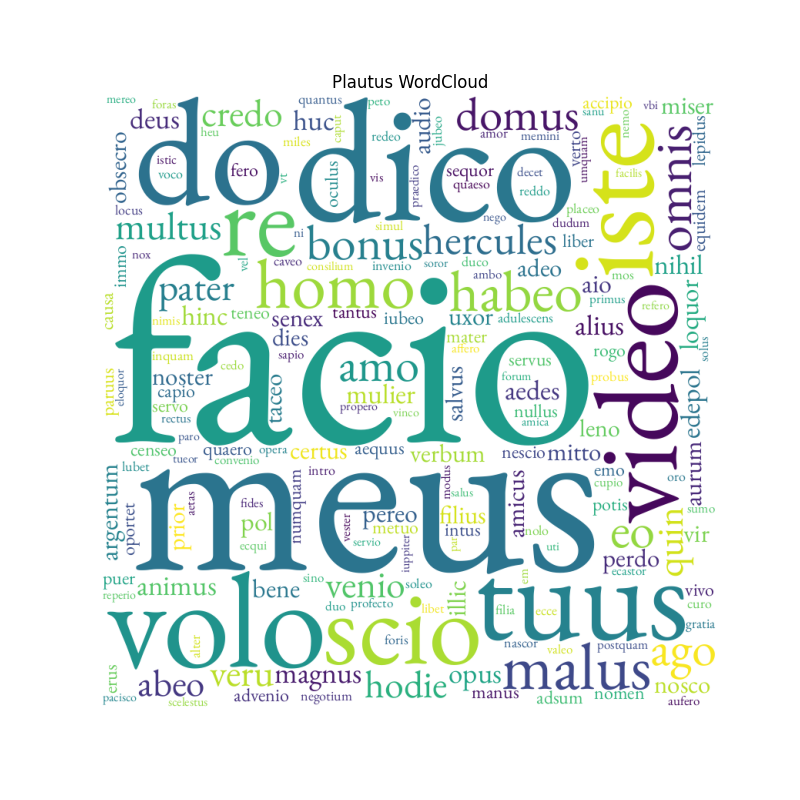 Plautus WordCloud
mereo
foras
quantus
peto
accipio
vbi
miser
deus
credo
huc
caput
audio
jubeo
domus
sanu
nemo
lepidus
heu
miles
redeo
amor
memini
verto
umquam
iste
omnis
obsecro
do
dico
istic
voco
fero
vt
oculus
vis
praedico
sequor
quaeso
decet
reddo
facilis
locus
multus
re
simul
nego
placeo
dudum
equidem
immo
nox
vel
ni
bonus
hercules
liber
caveo
consilium
invenio
soror
duco
ambo
adeo
mos
nihil
pater
homo
habeo
aio
primus
refero
causa
nimis
hinc
teneo
senex
tantus
iubeo
uxor
adulescens
alius
loquor
solus
facio
video
inquam
dies
sapio
mater
affero
rogo
cedo
amo
servus
forum
probus
paruus
eloquor
noster
capio
servo
rectus
taceo
mulier
propero
vinco
salvus
aedes
nullus
amica
edepol
paro
leno
censeo
quaero
opera
certus
aequus
verbum
nescio
mitto
lubet
tueor
convenio
intro
emo
cupio
oro
aurum
argentum
oportet
meus
modus
salus
amicus
prior
aetas
fides
numquam
pereo
filius
potis
sumo
pol
vester
metuo
intus
nolo
eo
quin
vir
ecqui
servio
iuppiter
par
uti
perdo
ecastor
puer
animus
sino
bene
venio
soleo
illic
em
tuus
vivo
reperio
duo
profecto
libet
filia
ecce
curo
volo
scio
gratia
alter
foris
nascor
valeo
postquam
erus
abeo
veru
magnus
hodie
opus
malus
ago
nosco
pacisco
scelestus
advenio
negotium
manus
adsum
nomen
aufero